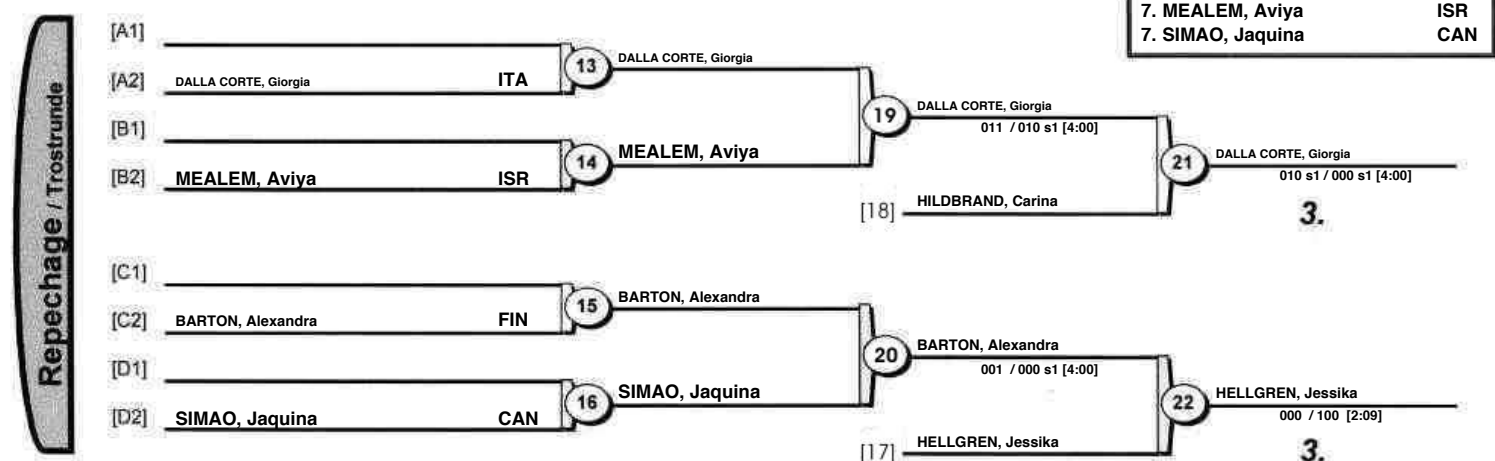 7. MEALEM, Aviya ISR
7. SIMAO, Jaquina CAN
Repechage / Trostrunde
[A1]
[A2] DALLA CORTE, Giorgia ITA
13 DALLA CORTE, Giorgia
[B1]
[B2] MEALEM, Aviya ISR
14 MEALEM, Aviya
19 DALLA CORTE, Giorgia
011 / 010 s1 [4:00]
[18] HILDBRAND, Carina
21 DALLA CORTE, Giorgia
010 s1 / 000 s1 [4:00]
3.
[C1]
[C2] BARTON, Alexandra FIN
15 BARTON, Alexandra
[D1]
[D2] SIMAO, Jaquina CAN
16 SIMAO, Jaquina
20 BARTON, Alexandra
001 / 000 s1 [4:00]
[17] HELLGREN, Jessika
22 HELLGREN, Jessika
000 / 100 [2:09]
3.